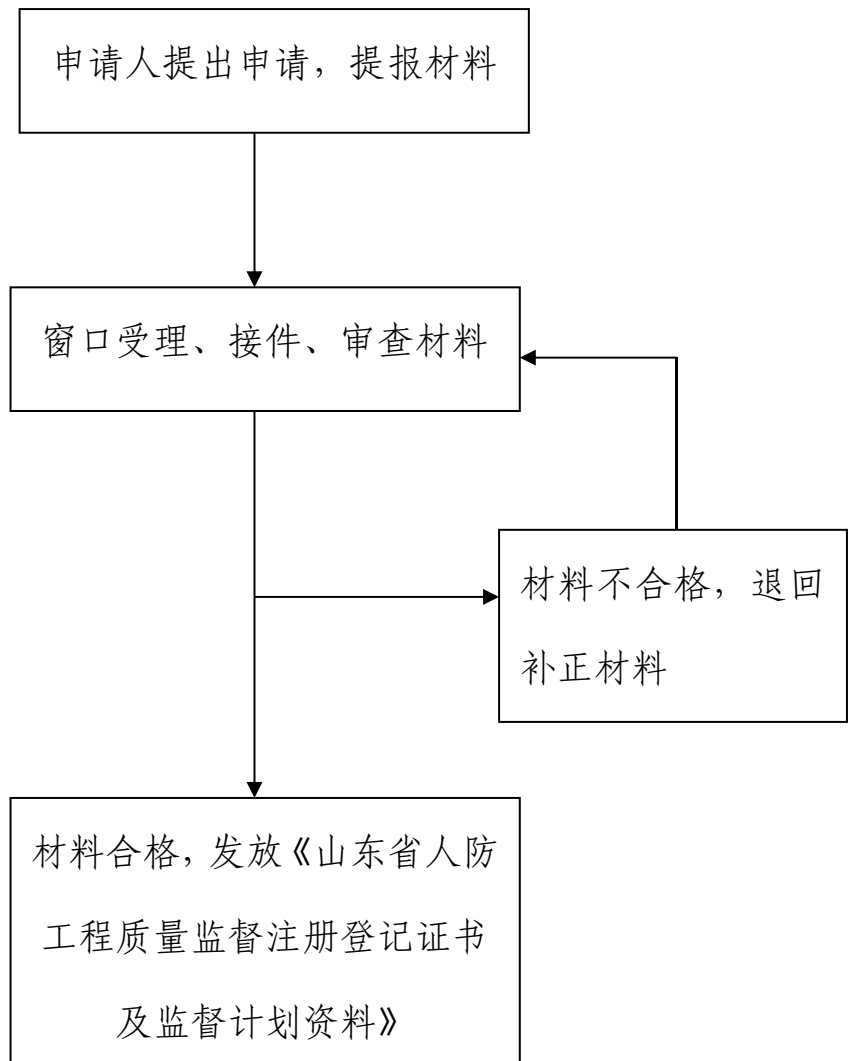 申请人提出申请，提报材料
窗口受理、接件、审查材料
材料不合格，退回
补正材料
材料合格，发放《山东省人防
工程质量监督注册登记证书
及监督计划资料》